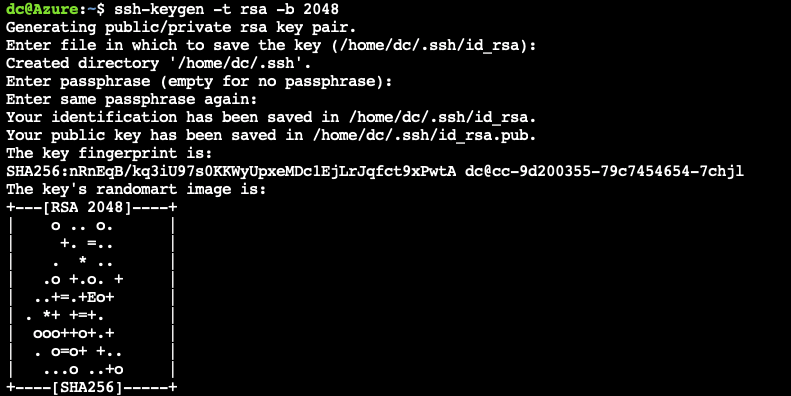 dc@Azure:~$ ssh-keygen -t rsa -b 2048
Generating public/private rsa key pair.
Enter file in which to save the key (/home/dc/.ssh/id_rsa):
Created directory '/home/dc/.ssh'.
Enter passphrase (empty for no passphrase):
Enter same passphrase again:
Your identification has been saved in /home/dc/.ssh/id_rsa.
Your public key has been saved in /home/dc/.ssh/id_rsa.pub.
The key fingerprint is:
SHA256:nRnEqB/kq3iU97s0KKWyUpxeMDc1EjLrJqfct9xPwtA dc@cc-9d200355-79c7454654-7chjl
The key's randomart image is:
+---[RSA 2048]----+
|    o .. o.      |
|     +. =..      |
|    .  * ..      |
|   .o +.o. +     |
|  ..+=.+Eo+      |
| . *+ +=+.       |
|  ooo++o+.+      |
|  . o=o+ +..     |
|   ...o ..+o     |
+----[SHA256]-----+